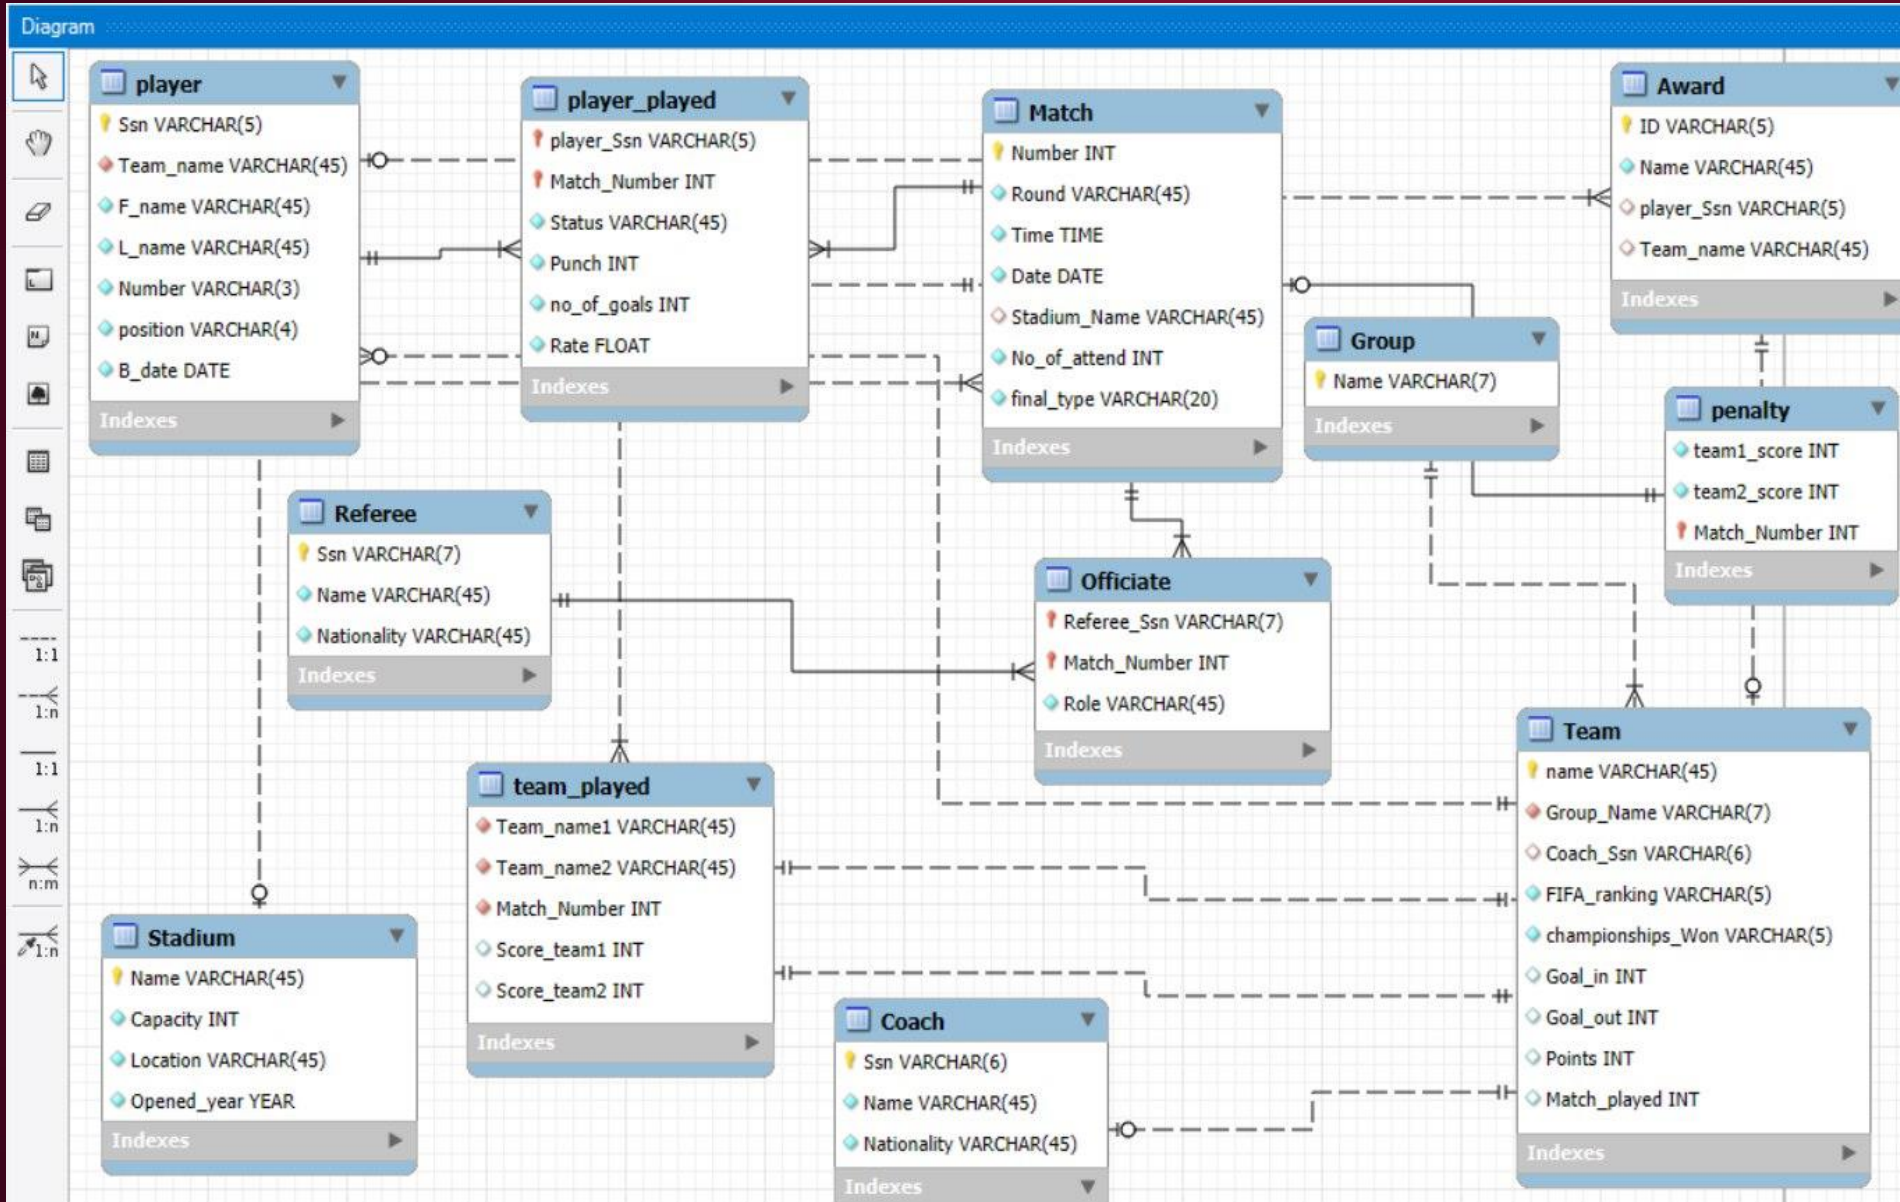 Diagram
player
Ssn VARCHAR(5)
Team_name VARCHAR(45)
F_name VARCHAR(45)
L_name VARCHAR(45)
Number VARCHAR(3)
position VARCHAR(4)
B_date DATE
Indexes
player_played
player_Ssn VARCHAR(5)
Match_Number INT
Status VARCHAR(45)
Punch INT
no_of_goals INT
Rate FLOAT
Indexes
Match
Number INT
Round VARCHAR(45)
Time TIME
Date DATE
Stadium_Name VARCHAR(45)
No_of_attend INT
final_type VARCHAR(20)
Indexes
Award
ID VARCHAR(5)
Name VARCHAR(45)
player_Ssn VARCHAR(5)
Team_name VARCHAR(45)
Indexes
Group
Name VARCHAR(7)
Indexes
penalty
team1_score INT
team2_score INT
Match_Number INT
Indexes
Referee
Ssn VARCHAR(7)
Name VARCHAR(45)
Nationality VARCHAR(45)
Indexes
Officiate
Referee_Ssn VARCHAR(7)
Match_Number INT
Role VARCHAR(45)
Indexes
1:1
1:n
1:1
1:n
n:m
1:n
team_played
Team_name1 VARCHAR(45)
Team_name2 VARCHAR(45)
Match_Number INT
Score_team1 INT
Score_team2 INT
Indexes
Team
name VARCHAR(45)
Group_Name VARCHAR(7)
Coach_Ssn VARCHAR(6)
FIFA_ranking VARCHAR(5)
championships_Won VARCHAR(5)
Goal_in INT
Goal_out INT
Points INT
Match_played INT
Indexes
Stadium
Name VARCHAR(45)
Capacity INT
Location VARCHAR(45)
Opened_year YEAR
Indexes
Coach
Ssn VARCHAR(6)
Name VARCHAR(45)
Nationality VARCHAR(45)
Indexes